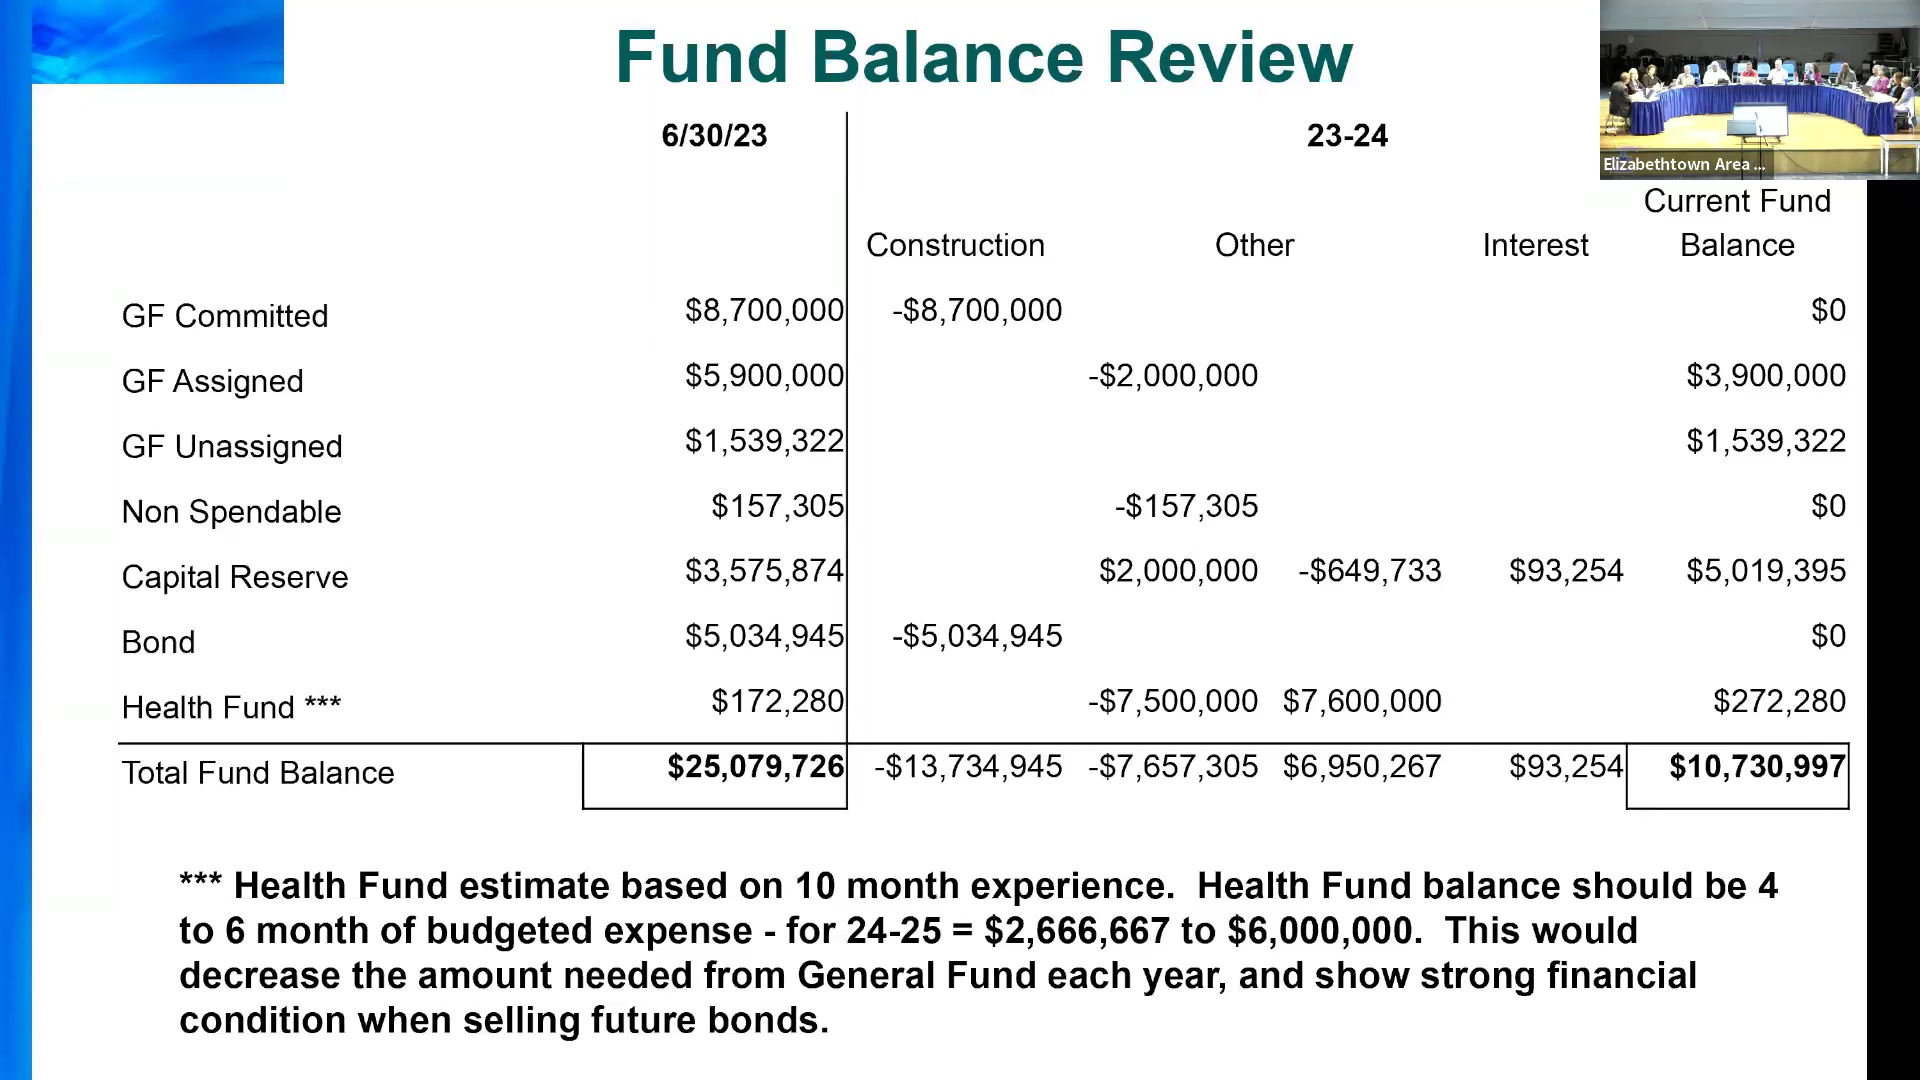 Fund Balance Review
6/30/23 23-24
Elizabethtown Area ...
Current Fund
Construction Other Interest Balance
GF Committed $8,700,000 -$8,700,000 $0
GF Assigned $5,900,000 -$2,000,000 $3,900,000
GF Unassigned $1,539,322 $1,539,322
Non Spendable $157,305 -$157,305 $0
Capital Reserve $3,575,874 $2,000,000 -$649,733 $93,254 $5,019,395
Bond $5,034,945 -$5,034,945 $0
Health Fund *** $172,280 -$7,500,000 $7,600,000 $272,280
Total Fund Balance $25,079,726 -$13,734,945 -$7,657,305 $6,950,267 $93,254 $10,730,997
*** Health Fund estimate based on 10 month experience. Health Fund balance should be 4
to 6 month of budgeted expense - for 24-25 = $2,666,667 to $6,000,000. This would
decrease the amount needed from General Fund each year, and show strong financial
condition when selling future bonds.